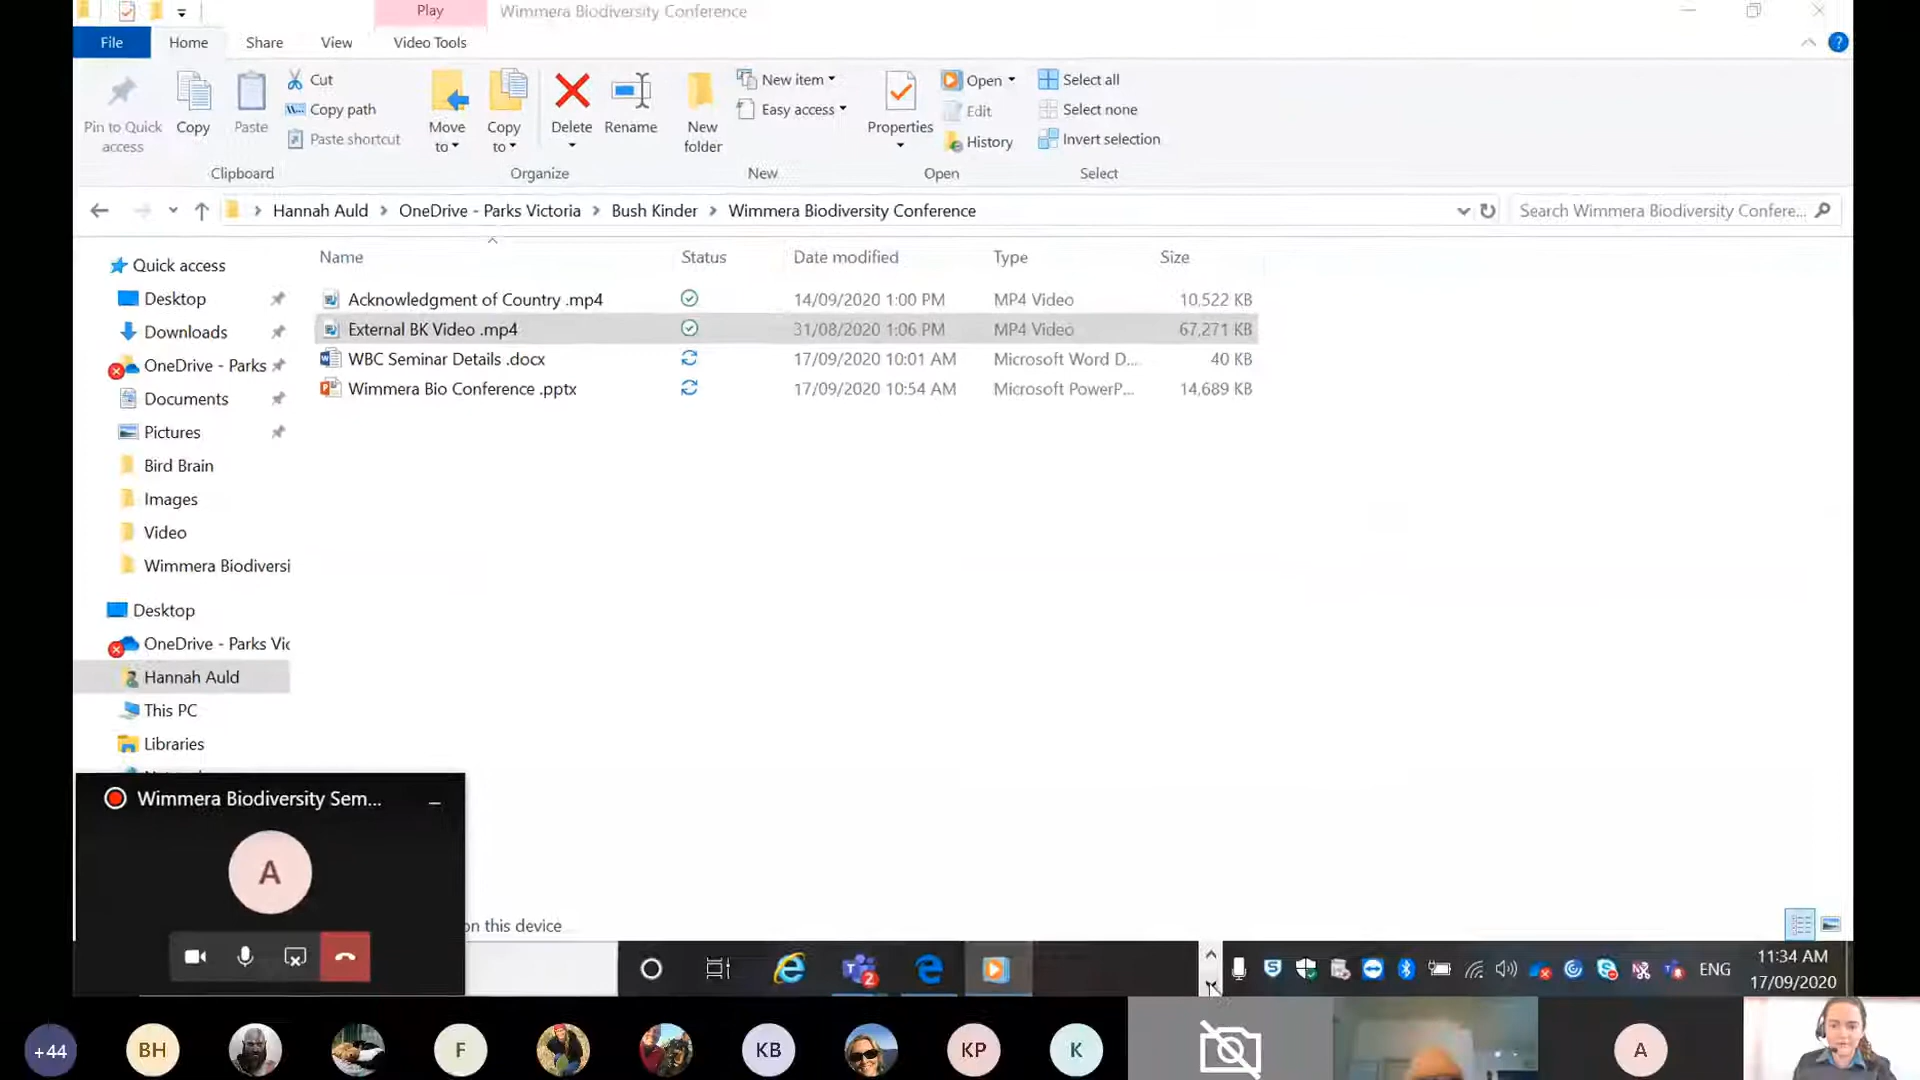 Play Wimmera Biodiversity Conference
File Home Share View Video Tools
Pin to Quick access
Copy
Paste
Cut
Copy path
Paste shortcut
Clipboard
Move to
Copy to
Delete
Rename
Organize
New folder
New item
Easy access
New
Properties
Open
Edit
History
Open
Select all
Select none
Invert selection
Select
Hannah Auld > OneDrive - Parks Victoria > Bush Kinder > Wimmera Biodiversity Conference
Search Wimmera Biodiversity Confere...
Quick access
Desktop
Downloads
OneDrive - Parks
Documents
Pictures
Bird Brain
Images
Video
Wimmera Biodiversi
Desktop
OneDrive - Parks Vic
Hannah Auld
This PC
Libraries
Name Status Date modified Type Size
Acknowledgment of Country .mp4 14/09/2020 1:00 PM MP4 Video 10,522 KB
External BK Video .mp4 31/08/2020 1:06 PM MP4 Video 67,271 KB
WBC Seminar Details .docx 17/09/2020 10:01 AM Microsoft Word D... 40 KB
Wimmera Bio Conference .pptx 17/09/2020 10:54 AM Microsoft PowerP... 14,689 KB
Wimmera Biodiversity Sem...
A
on this device
2
ENG
11:34 AM
17/09/2020
+44 BH F KB KP K A